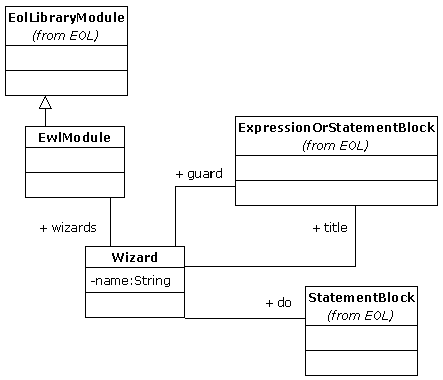 EolLibraryModule
(from EOL)
EwlModule
ExpressionOrStatementBlock
(from EOL)
+ guard
+ wizards
+ title
Wizard
-name:String
+ do
StatementBlock
(from EOL)